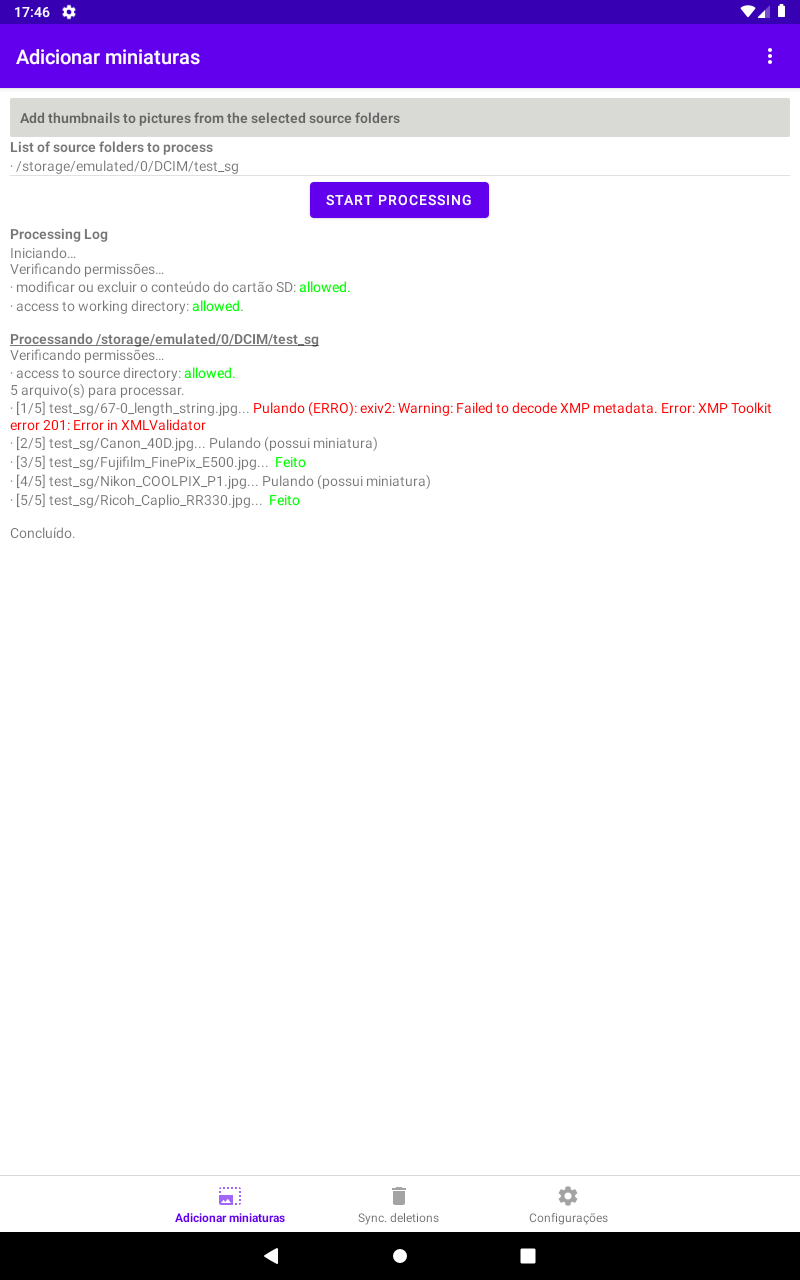 17:46
Adicionar miniaturas
Add thumbnails to pictures from the selected source folders
List of source folders to process
· /storage/emulated/0/DCIM/test_sg
START PROCESSING
Processing Log
Iniciando…
Verificando permissões…
· modificar ou excluir o conteúdo do cartão SD: allowed.
· access to working directory: allowed.
Processando /storage/emulated/0/DCIM/test_sg
Verificando permissões…
· access to source directory: allowed.
5 arquivo(s) para processar.
· [1/5] test_sg/67-0_length_string.jpg... Pulando (ERRO): exiv2: Warning: Failed to decode XMP metadata. Error: XMP Toolkit
error 201: Error in XMLValidator
· [2/5] test_sg/Canon_40D.jpg... Pulando (possui miniatura)
· [3/5] test_sg/Fujifilm_FinePix_E500.jpg... Feito
· [4/5] test_sg/Nikon_COOLPIX_P1.jpg... Pulando (possui miniatura)
· [5/5] test_sg/Ricoh_Caplio_RR330.jpg... Feito
Concluído.
Adicionar miniaturas
Sync. deletions
Configurações